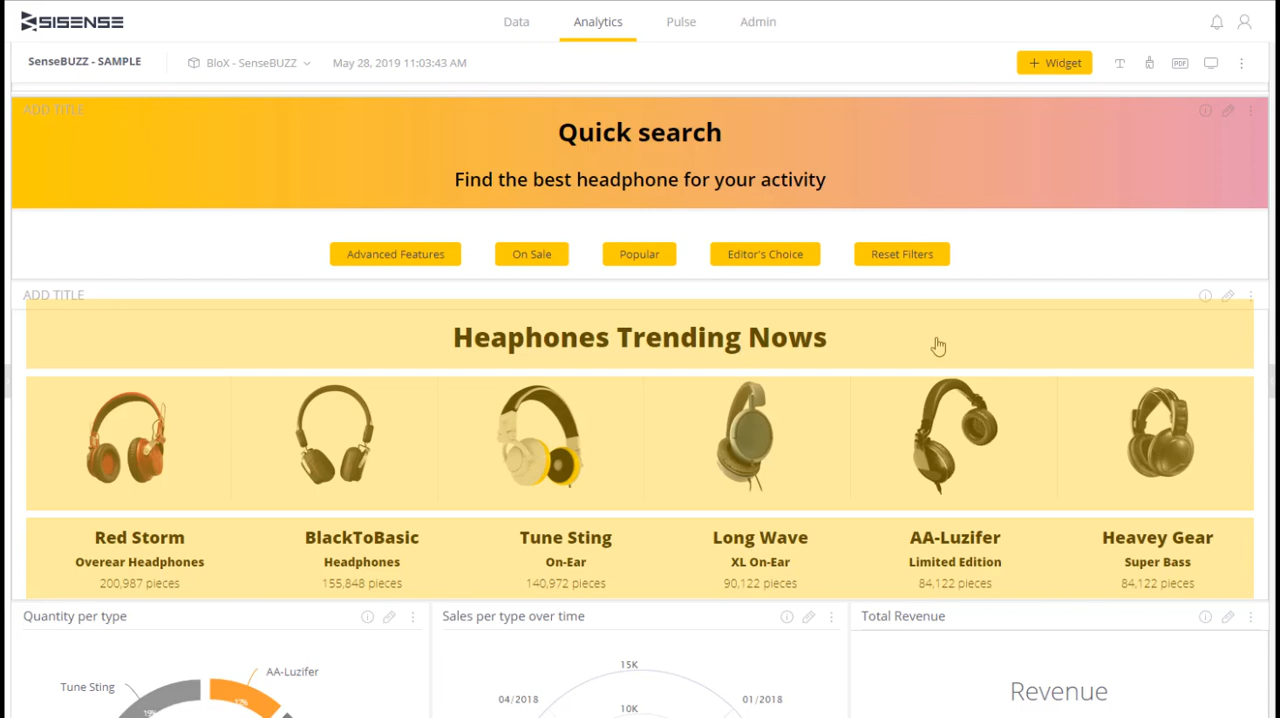 SISENSE
Data Analytics Pulse Admin
SenseBUZZ - SAMPLE BloX - SenseBUZZ May 28, 2019 11:03:43 AM + Widget T PDF
ADD TITLE
Quick search
Find the best headphone for your activity
Advanced Features On Sale Popular Editor's Choice Reset Filters
ADD TITLE
Heaphones Trending Nows
Red Storm BlackToBasic Tune Sting Long Wave AA-Luzifer Heavey Gear
Overear Headphones Headphones On-Ear XL On-Ear Limited Edition Super Bass
200,987 pieces 155,848 pieces 140,972 pieces 90,122 pieces 84,122 pieces 84,122 pieces
Quantity per type Sales per type over time Total Revenue
15K
AA-Luzifer
Tune Sting
04/2018 01/2018
Revenue
10K